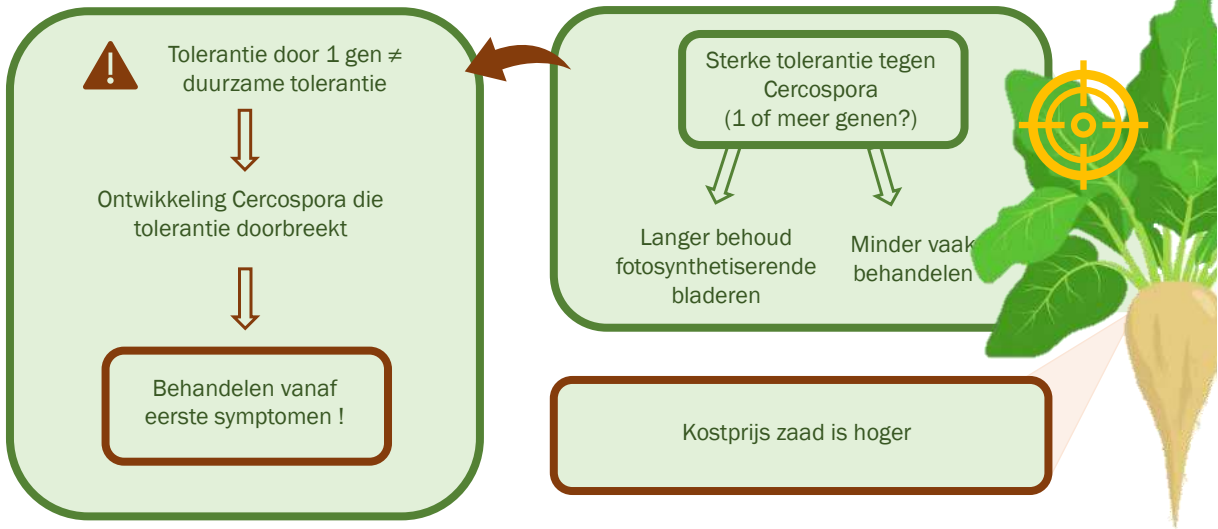 Tolerantie door 1 gen ≠
duurzame tolerantie
Ontwikkeling Cercospora die
tolerantie doorbreekt
Behandelen vanaf
eerste symptomen !
Sterke tolerantie tegen
Cercospora
(1 of meer genen?)
Langer behoud
fotosynthetiserende
bladeren
Minder vaak
behandelen
Kostprijs zaad is hoger